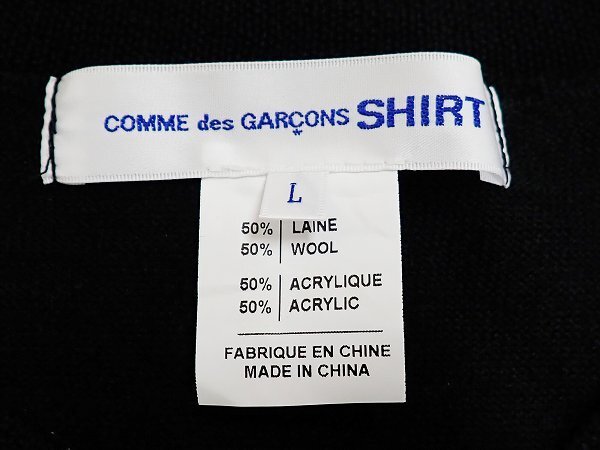 COMME des GARÇONS SHIRT
L
50% LAINE
50% WOOL
50% ACRYLIQUE
50% ACRYLIC
FABRIQUE EN CHINE
MADE IN CHINA